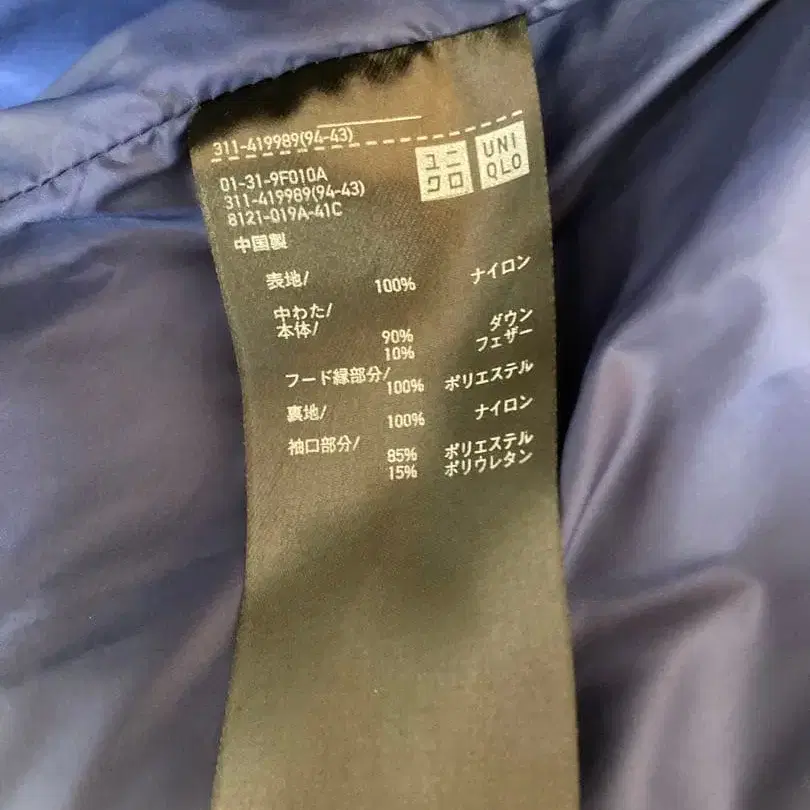 311-419989(94-43)
ユニクロ
UNIQLO
01-31-9F010A
311-419989(94-43)
8121-019A-41C
中国製
表地/
100% ナイロン
中わた/
本体/
90% ダウン
10% フェザー
フード縁部分/
100% ポリエステル
裏地/
100% ナイロン
袖口部分/
85% ポリエステル
15% ポリウレタン